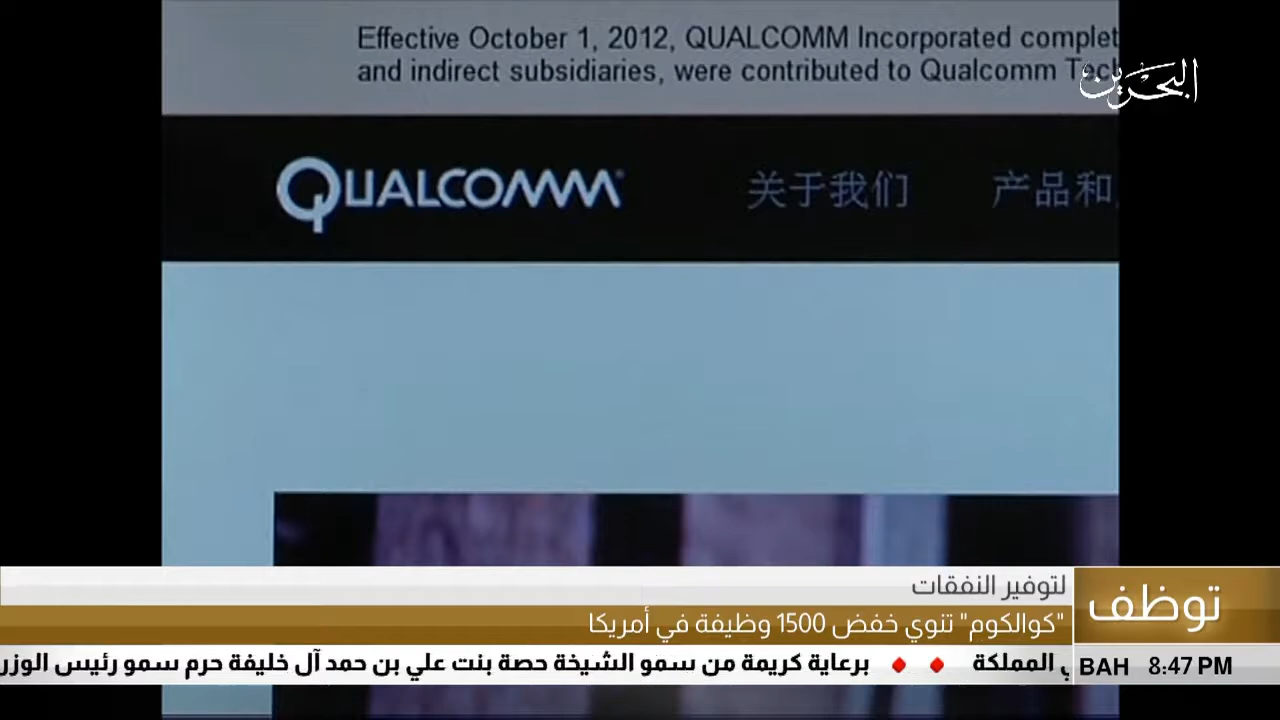 Effective October 1, 2012, QUALCOMM Incorporated complet
and indirect subsidiaries, were contributed to Qualcomm Tech
البحرين
QUALCOMM® 关于我们 产品和
لتوفير النفقات
توظف
"كوالكوم" تنوي خفض 1500 وظيفة في أمريكا
المملكة برعاية كريمة من سمو الشيخة حصة بنت علي بن حمد آل خليفة حرم سمو رئيس الوزر
BAH 8:47 PM